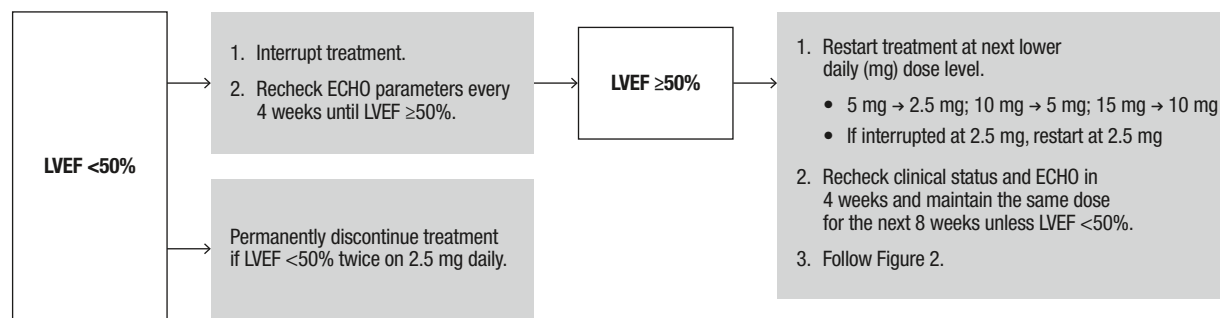 LVEF <50%
1. Interrupt treatment.
2. Recheck ECHO parameters every
4 weeks until LVEF ≥50%.
Permanently discontinue treatment
if LVEF <50% twice on 2.5 mg daily.
LVEF ≥50%
1. Restart treatment at next lower
daily (mg) dose level.
• 5 mg → 2.5 mg; 10 mg → 5 mg; 15 mg → 10 mg
• If interrupted at 2.5 mg, restart at 2.5 mg
2. Recheck clinical status and ECHO in
4 weeks and maintain the same dose
for the next 8 weeks unless LVEF <50%.
3. Follow Figure 2.